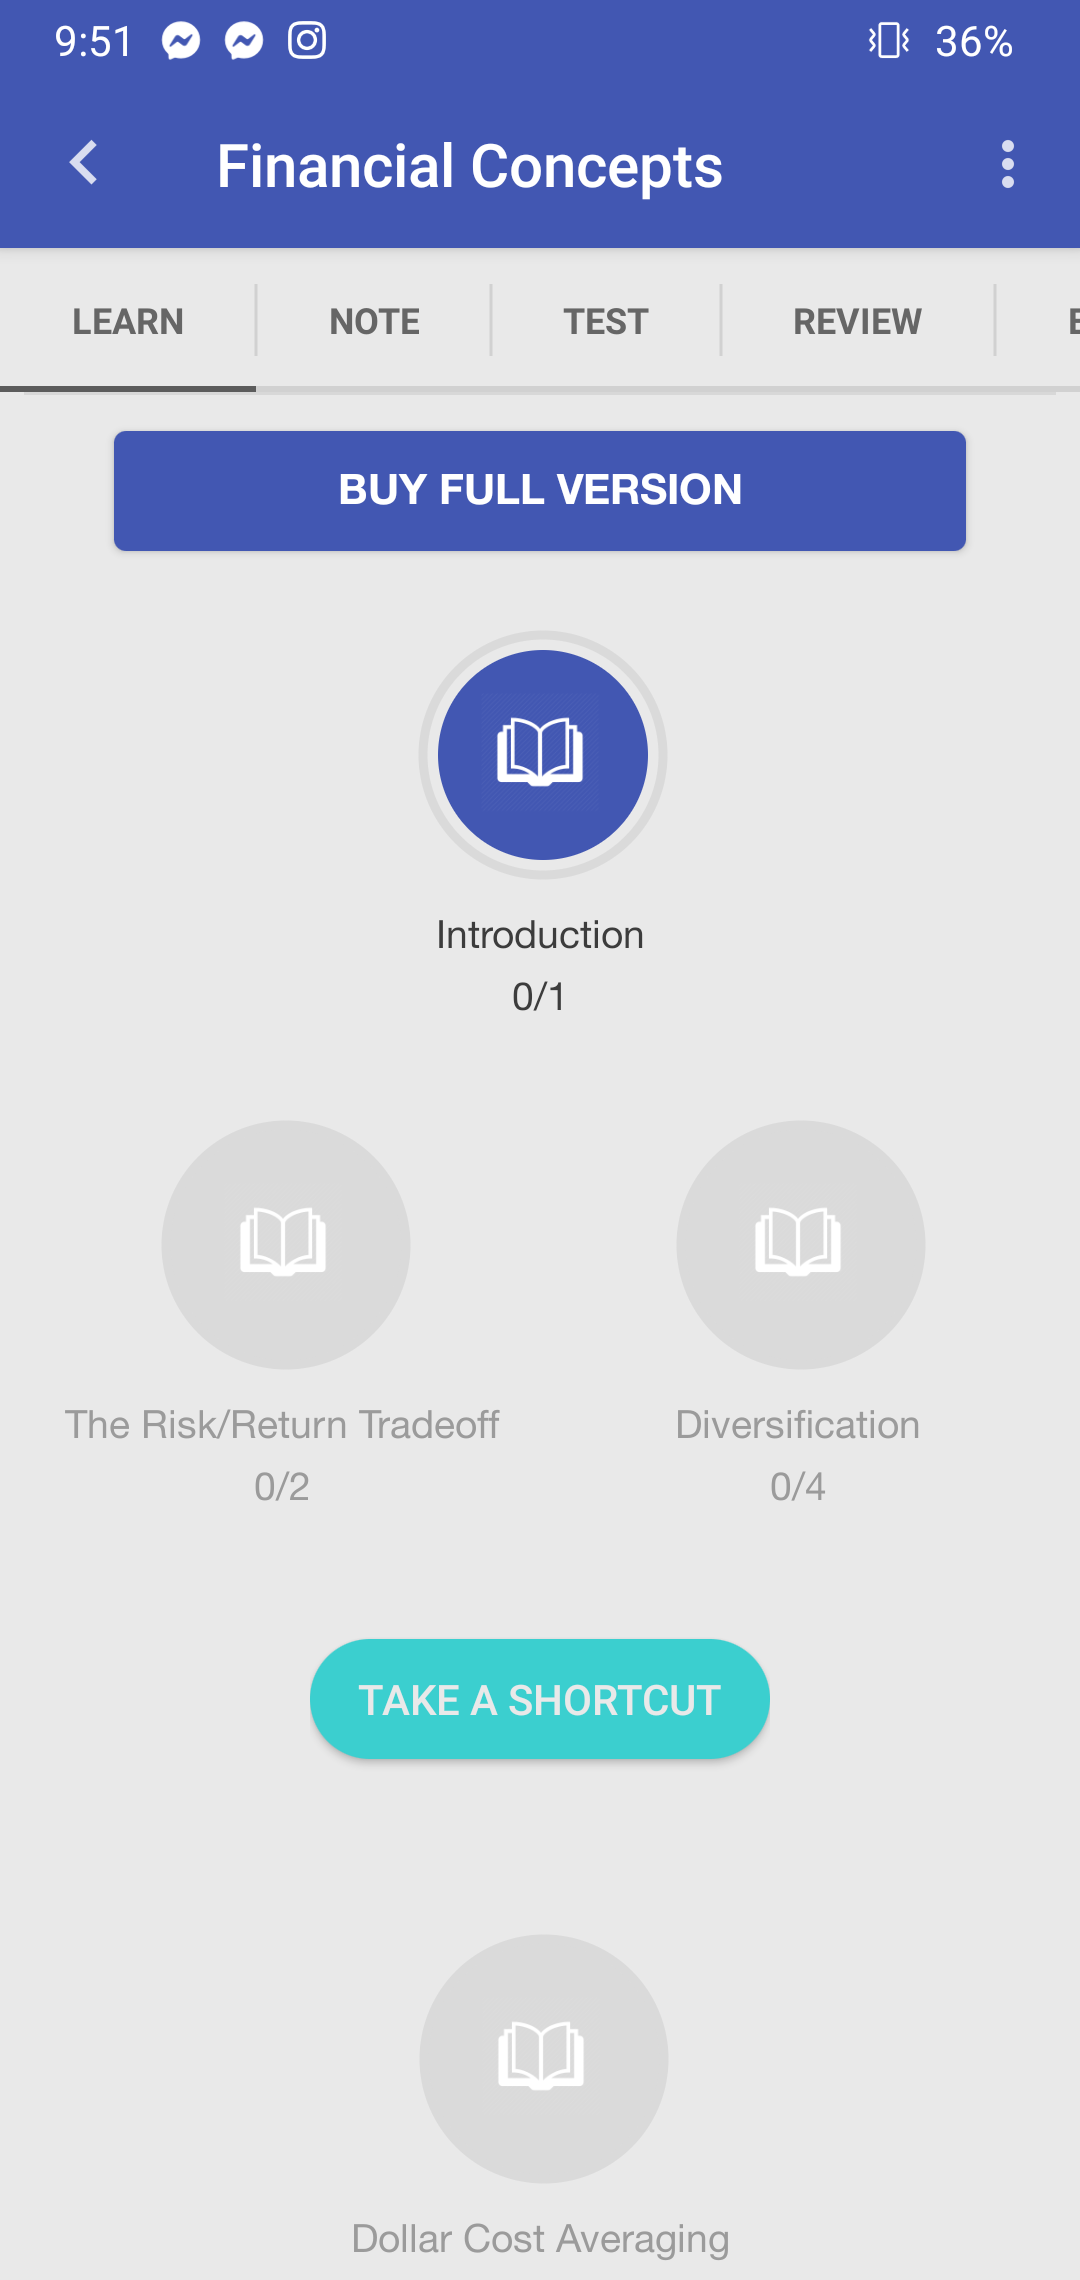 9:51
36%
Financial Concepts
LEARN
NOTE
TEST
REVIEW
BUY FULL VERSION
Introduction
0/1
The Risk/Return Tradeoff
0/2
Diversification
0/4
TAKE A SHORTCUT
Dollar Cost Averaging